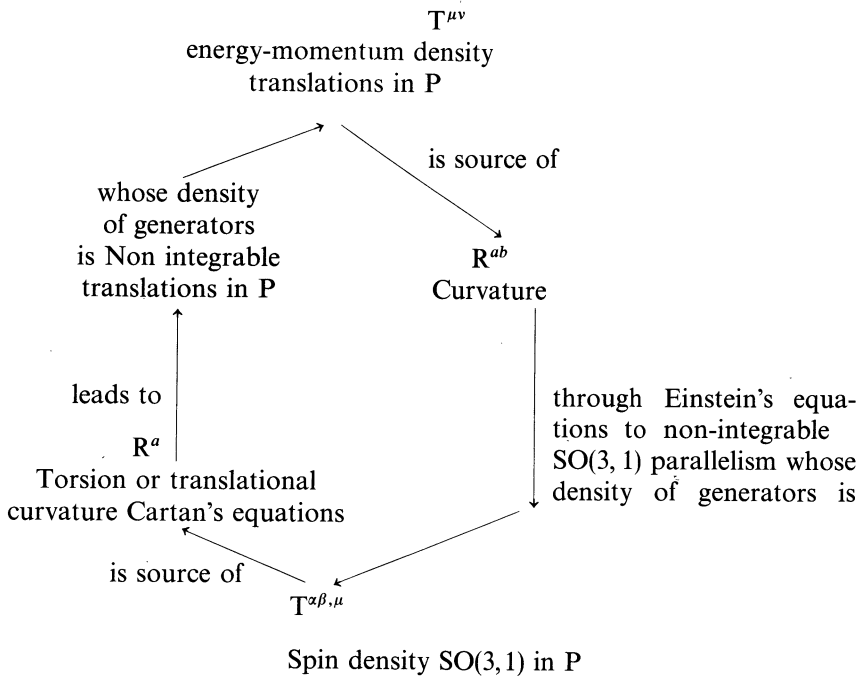 T^{μν}
energy-momentum density
translations in P
is source of
whose density
of generators
is Non integrable
translations in P
R^{ab}
Curvature
leads to
through Einstein's equa-
tions to non-integrable
SO(3, 1) parallelism whose
density of generators is
R^a
Torsion or translational
curvature Cartan's equations
is source of
T^{αβ,μ}
Spin density SO(3,1) in P